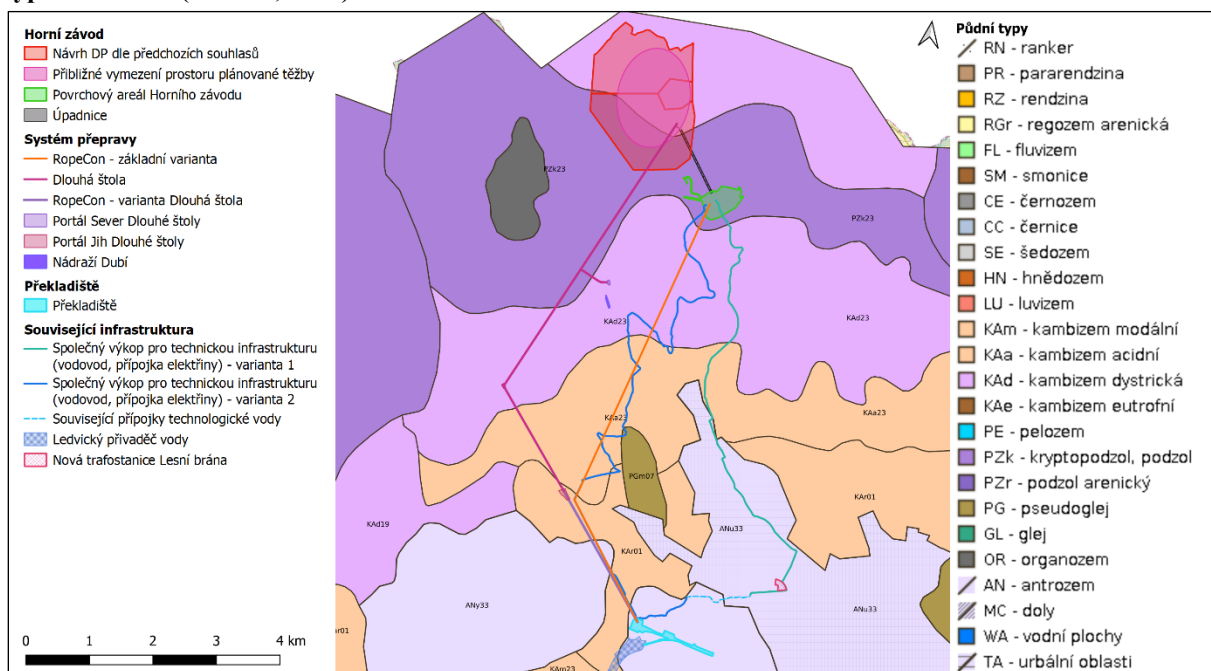 Horní závod
Návrh DP dle předchozích souhlasů
Přibližné vymezení prostoru plánované těžby
Povrchový areál Horního závodu
Úpadnice
Systém přepravy
RopeCon - základní varianta
Dlouhá štola
RopeCon - varianta Dlouhá štola
Portál Sever Dlouhé štoly
Portál Jih Dlouhé štoly
Nádraží Dubí
Překladiště
Překladiště
Související infrastruktura
Společný výkop pro technickou infrastrukturu
(vodovod, přípojka elektřiny) - varianta 1
Společný výkop pro technickou infrastrukturu
(vodovod, přípojka elektřiny) - varianta 2
Související přípojky technologické vody
Ledvický přivaděč vody
Nová trafostanice Lesní brána
0 1 2 3 4 km
PZk23
PZk23
KAd23
KAd23
KAa23
KAa23
PGm07
KAr01
ANu33
KAd19
KAr01
ANy33
ANu33
ar01
KAm23
Půdní typy
RN - ranker
PR - pararendzina
RZ - rendzina
RGr - regozem arenická
FL - fluvizem
SM - smonice
CE - černozem
CC - černice
SE - šedozem
HN - hnědozem
LU - luvizem
KAm - kambizem modální
KAa - kambizem acidní
KAd - kambizem dystrická
KAe - kambizem eutrofní
PE - pelozem
PZk - kryptopodzol, podzol
PZr - podzol arenický
PG - pseudoglej
GL - glej
OR - organozem
AN - antrozem
MC - doly
WA - vodní plochy
TA - urbální oblasti